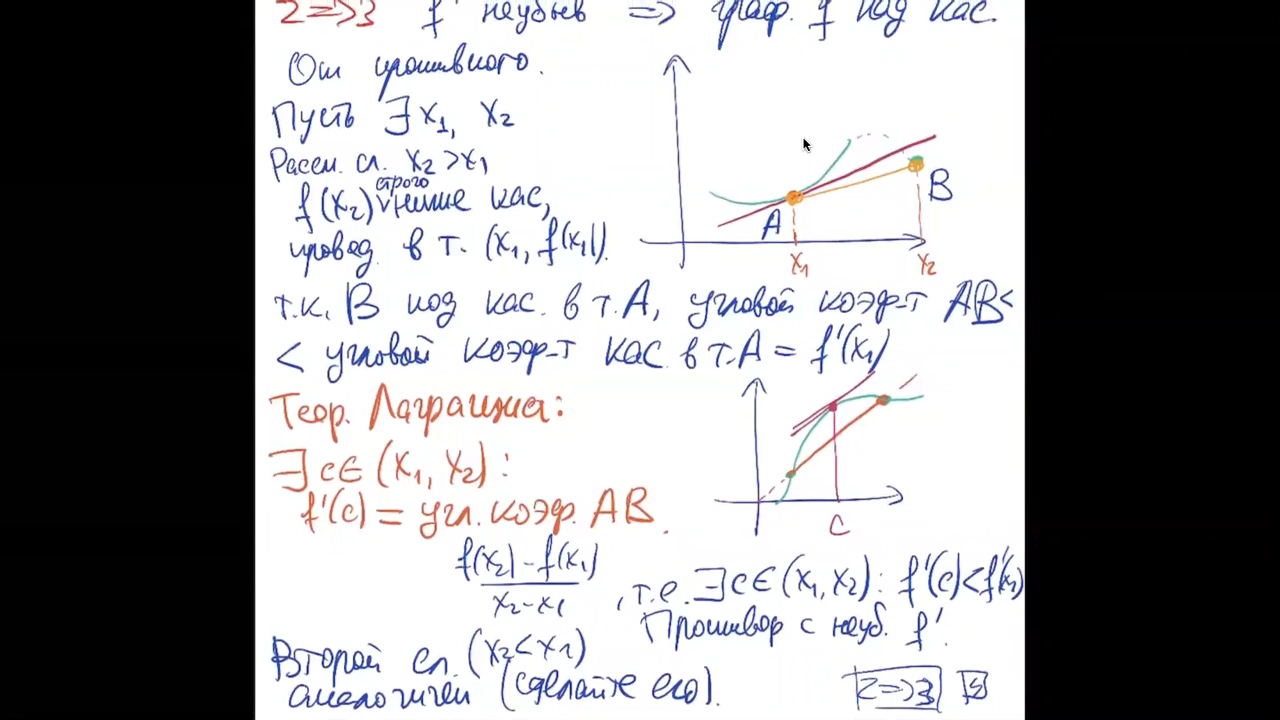 2=>3 f' неубыв => граф. f над кас.
От противного.
Пусть ∃ x₁, x₂
Рассм. сл. x₂ > x₁
f(x₂) строго ниже кас,
провед. в т. (x₁, f(x₁)).
A
B
x₁
x₂
т.к. B под кас. в т. A, угловой коэф-т AB <
< угловой коэф-т кас. в т. A = f'(x₁)
Теор. Лагранжа:
∃ c ∈ (x₁, x₂):
f'(c) = угл. коэф. AB.
c
f(x₂) - f(x₁)
x₂ - x₁
, т.е. ∃ c ∈ (x₁, x₂): f'(c) < f'(x₁)
Противор с неуб. f'.
Второй сл. (x₂ < x₁)
аналогичен (сделайте его).
2=>3